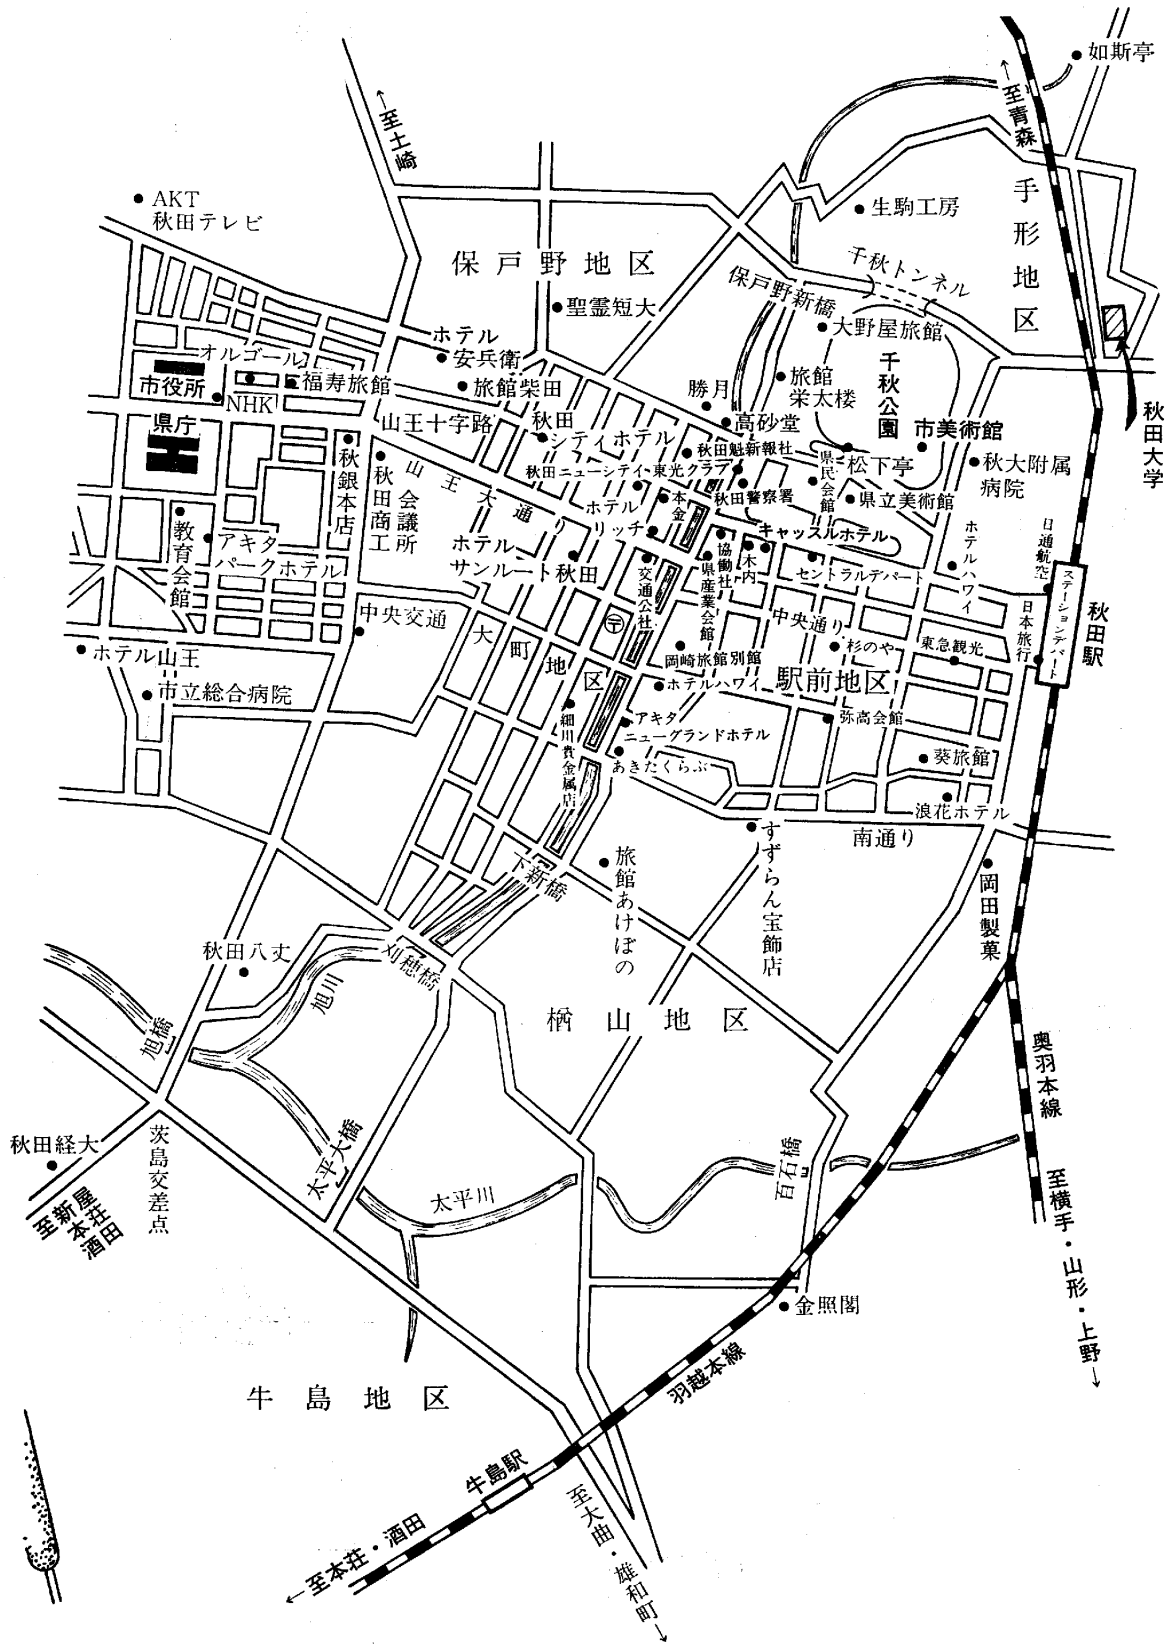 如斯亭
←至青森
←至土崎
手形地区
AKT
秋田テレビ
生駒工房
保戸野地区
千秋トンネル
保戸野新橋
聖霊短大
大野屋旅館
ホテル
安兵衛
オルゴール
福寿旅館
旅館柴田
市役所
NHK
県庁
山王十字路
秋田
シティホテル
勝月
高砂堂
旅館
栄太楼
千秋公園
市美術館
秋田大学
秋田魁新報社
秋田ニューシティ
東光クラブ
県民会館
松下亭
秋大附属
病院
県立美術館
秋田警察署
本金
秋銀本店
秋田商工
会議所
山王大通り
ホテル
リッチ
キャッスルホテル
ホテルハワイ
日通航空
教育会館
アキタ
パークホテル
ホテル
サンルート秋田
交通公社
協働社
県産業会館
木内
セントラルデパート
ステーションデパート
秋田駅
日本旅行
中央交通
中央通り
杉のや
東急観光
大町地区
〒
岡崎旅館別館
ホテルハワイ
駅前地区
ホテル山王
市立総合病院
細川貴金属店
アキタ
ニューグランドホテル
弥高会館
あきたくらぶ
葵旅館
浪花ホテル
南通り
すずらん宝飾店
下新橋
旅館あけぼの
岡田製菓
秋田八丈
刈穂橋
旭川
旭橋
楢山地区
奥羽本線
秋田経大
茨島交差点
太平大橋
百石橋
太平川
至新屋
本荘
酒田
至横手・山形・上野→
金照閣
羽越本線
牛島地区
牛島駅
←至本荘・酒田
至大曲・雄和町→